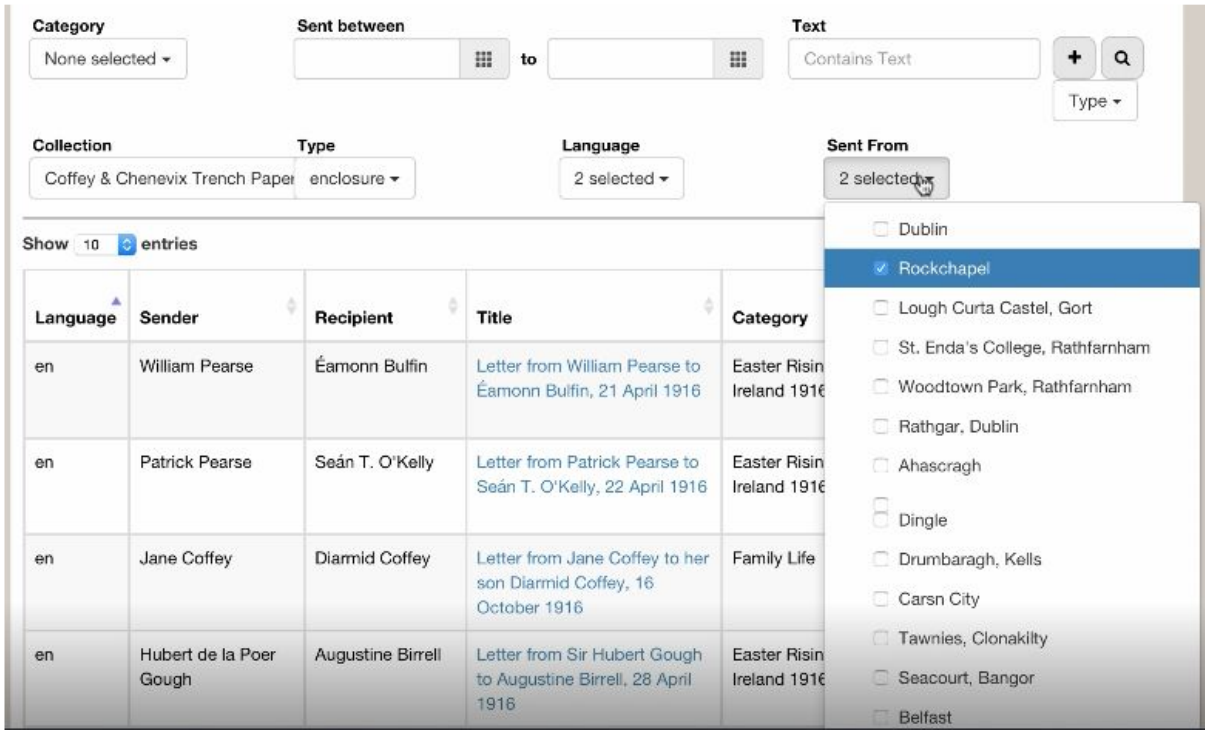 Category
Sent between
Text
None selected
to
Contains Text
Type
Collection
Type
Language
Sent From
Coffey & Chenevix Trench Paper
enclosure
2 selected
2 selected
Show 10 entries
Language
Sender
Recipient
Title
Category
en
William Pearse
Éamonn Bulfin
Letter from William Pearse to
Éamonn Bulfin, 21 April 1916
Easter Risin
Ireland 1916
en
Patrick Pearse
Seán T. O'Kelly
Letter from Patrick Pearse to
Seán T. O'Kelly, 22 April 1916
Easter Risin
Ireland 1916
en
Jane Coffey
Diarmid Coffey
Letter from Jane Coffey to her
son Diarmid Coffey, 16
October 1916
Family Life
en
Hubert de la Poer
Gough
Augustine Birrell
Letter from Sir Hubert Gough
to Augustine Birrell, 28 April
1916
Easter Risin
Ireland 1916
Dublin
Rockchapel
Lough Curta Castel, Gort
St. Enda's College, Rathfarnham
Woodtown Park, Rathfarnham
Rathgar, Dublin
Ahascragh
Dingle
Drumbaragh, Kells
Carsn City
Tawnies, Clonakilty
Seacourt, Bangor
Belfast